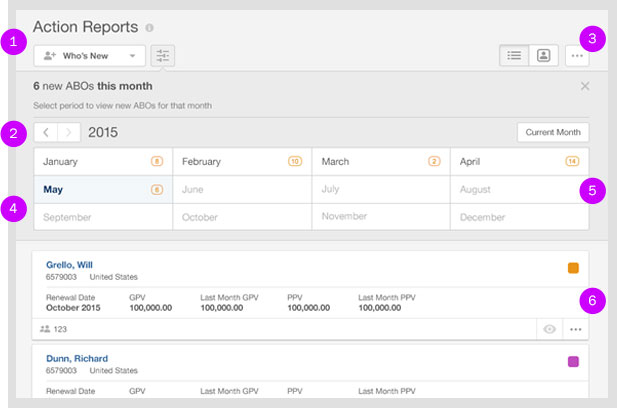 Action Reports
1
Who's New
3
6 new ABOs this month
Select period to view new ABOs for that month
2
2015
Current Month
January 8 February 10 March 2 April 14
May 6 June July August
5
4
September October November December
Grello, Will
6579003 United States
Renewal Date GPV Last Month GPV PPV Last Month PPV
October 2015 100,000.00 100,000.00 100,000.00 100,000.00
6
123
Dunn, Richard
6579003 United States
Renewal Date GPV Last Month GPV PPV Last Month PPV